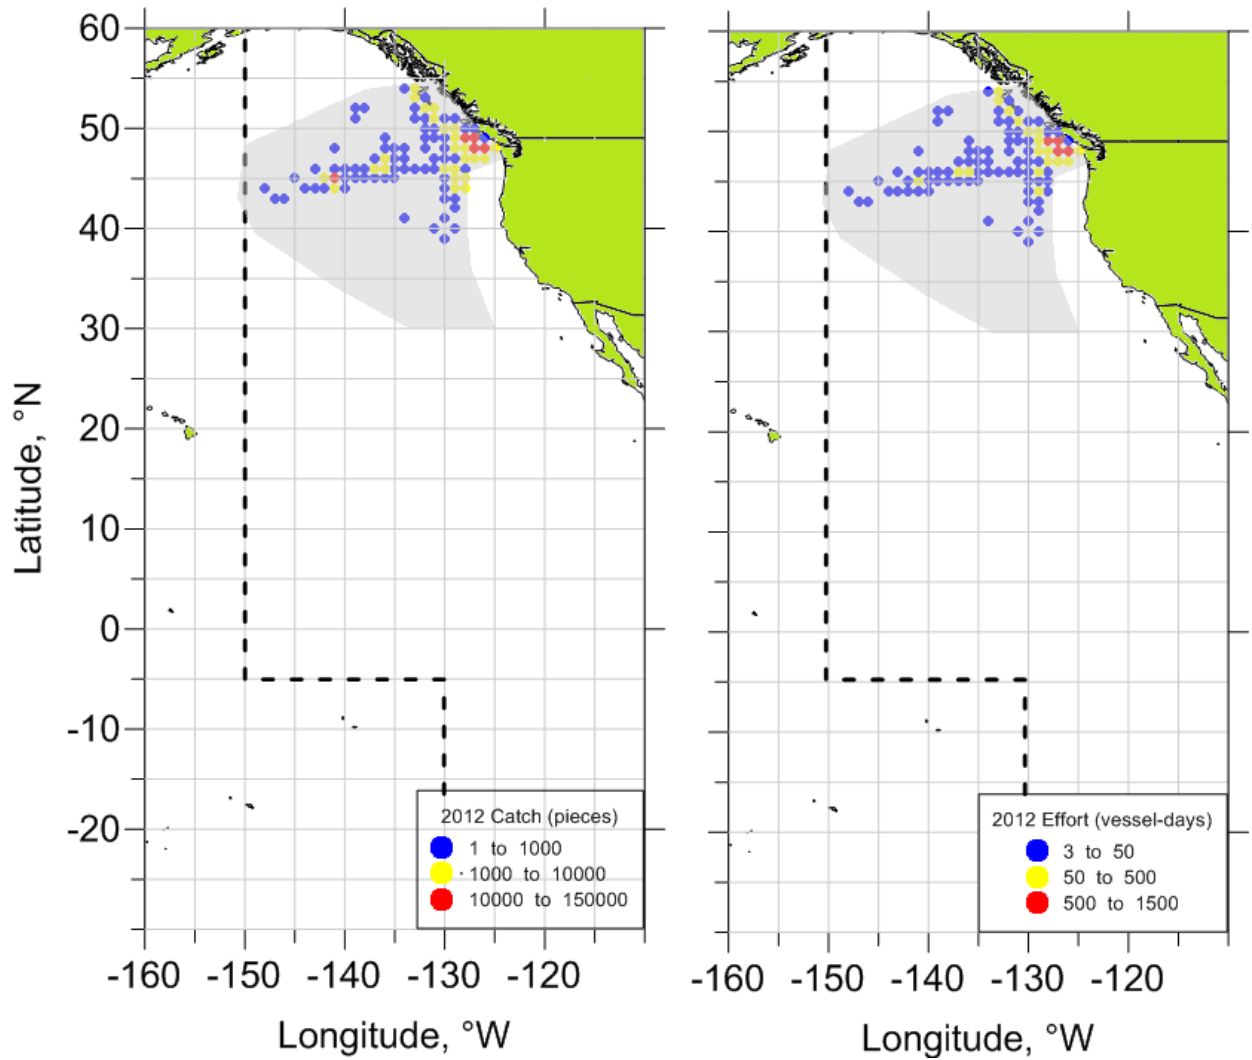 60
50
40
30
20
10
0
-10
-20
Latitude, °N
2012 Catch (pieces)
1 to 1000
1000 to 10000
10000 to 150000
-160 -150 -140 -130 -120
Longitude, °W
2012 Effort (vessel-days)
3 to 50
50 to 500
500 to 1500
-160 -150 -140 -130 -120
Longitude, °W